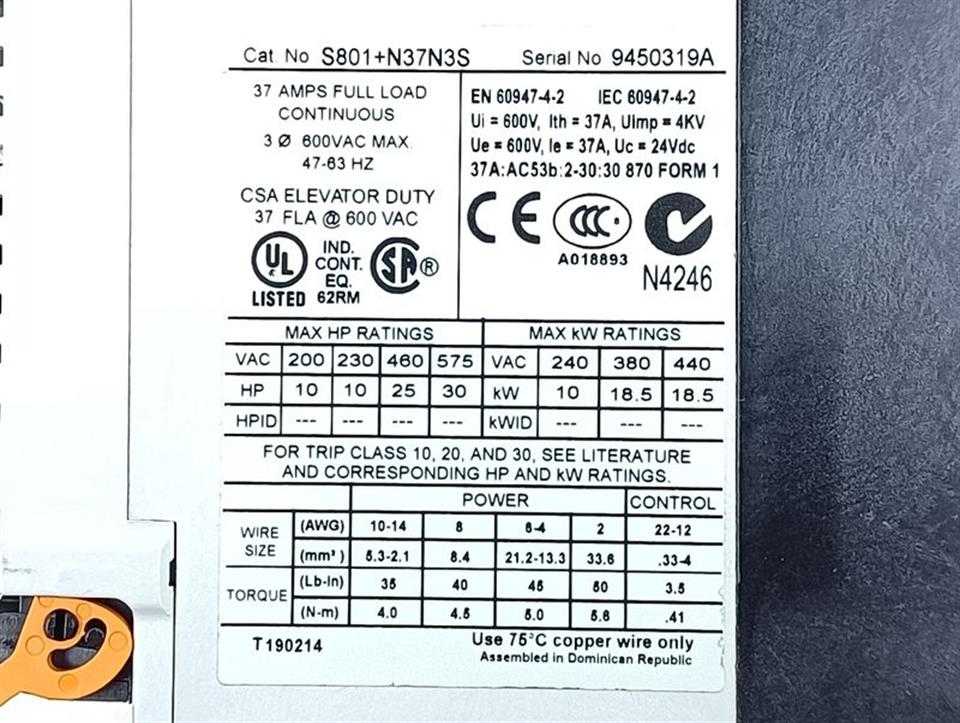 Cat. No S801+N37N3S Serial No 9450319A
37 AMPS FULL LOAD
CONTINUOUS
3 Ø 600VAC MAX.
47-63 HZ
CSA ELEVATOR DUTY
37 FLA @ 600 VAC
UL LISTED
IND.
CONT.
EQ.
62RM
SA ®
EN 60947-4-2 IEC 60947-4-2
Ui = 600V, Ith = 37A, UImp = 4KV
Ue = 600V, Ie = 37A, Uc = 24Vdc
37A:AC53b:2-30:30 870 FORM 1
CE CCC
A018893
N4246
MAX HP RATINGS MAX kW RATINGS
VAC 200 230 460 575 VAC 240 380 440
HP 10 10 25 30 kW 10 18.5 18.5
HPID --- --- --- --- kWID --- --- ---
FOR TRIP CLASS 10, 20, AND 30, SEE LITERATURE
AND CORRESPONDING HP AND kW RATINGS.
POWER CONTROL
WIRE SIZE (AWG) 10-14 8 6-4 2 22-12
(mm²) 5.3-2.1 8.4 21.2-13.3 33.6 .33-4
TORQUE (Lb-In) 35 40 45 50 3.5
(N-m) 4.0 4.5 5.0 5.6 .41
T190214 Use 75°C copper wire only
Assembled in Dominican Republic